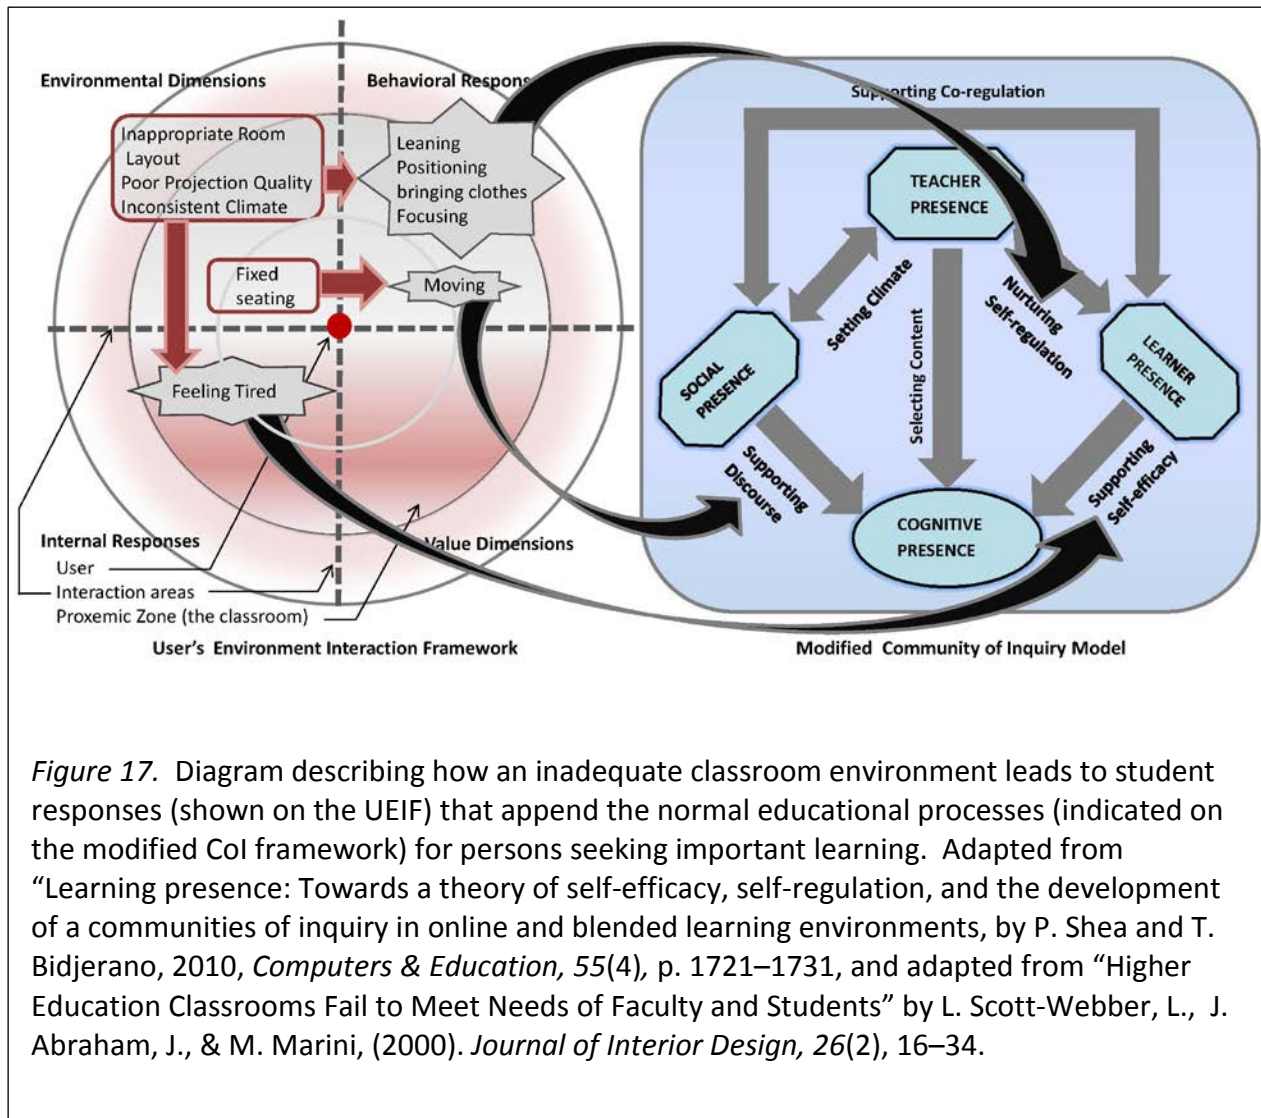 Environmental Dimensions
Behavioral Respon
Inappropriate Room
Layout
Poor Projection Quality
Inconsistent Climate
Leaning
Positioning
bringing clothes
Focusing
Fixed
seating
Moving
Feeling Tired
Internal Responses
User
Interaction areas
Proxemic Zone (the classroom)
Value Dimensions
User's Environment Interaction Framework
Supporting Co-regulation
TEACHER
PRESENCE
Setting Climate
Nurturing
Self-regulation
SOCIAL
PRESENCE
Selecting Content
LEARNER
PRESENCE
Supporting
Discourse
Supporting
Self-efficacy
COGNITIVE
PRESENCE
Modified Community of Inquiry Model
Figure 17. Diagram describing how an inadequate classroom environment leads to student
responses (shown on the UEIF) that append the normal educational processes (indicated on
the modified CoI framework) for persons seeking important learning. Adapted from
“Learning presence: Towards a theory of self-efficacy, self-regulation, and the development
of a communities of inquiry in online and blended learning environments, by P. Shea and T.
Bidjerano, 2010, Computers & Education, 55(4), p. 1721–1731, and adapted from “Higher
Education Classrooms Fail to Meet Needs of Faculty and Students” by L. Scott-Webber, L., J.
Abraham, J., & M. Marini, (2000). Journal of Interior Design, 26(2), 16–34.